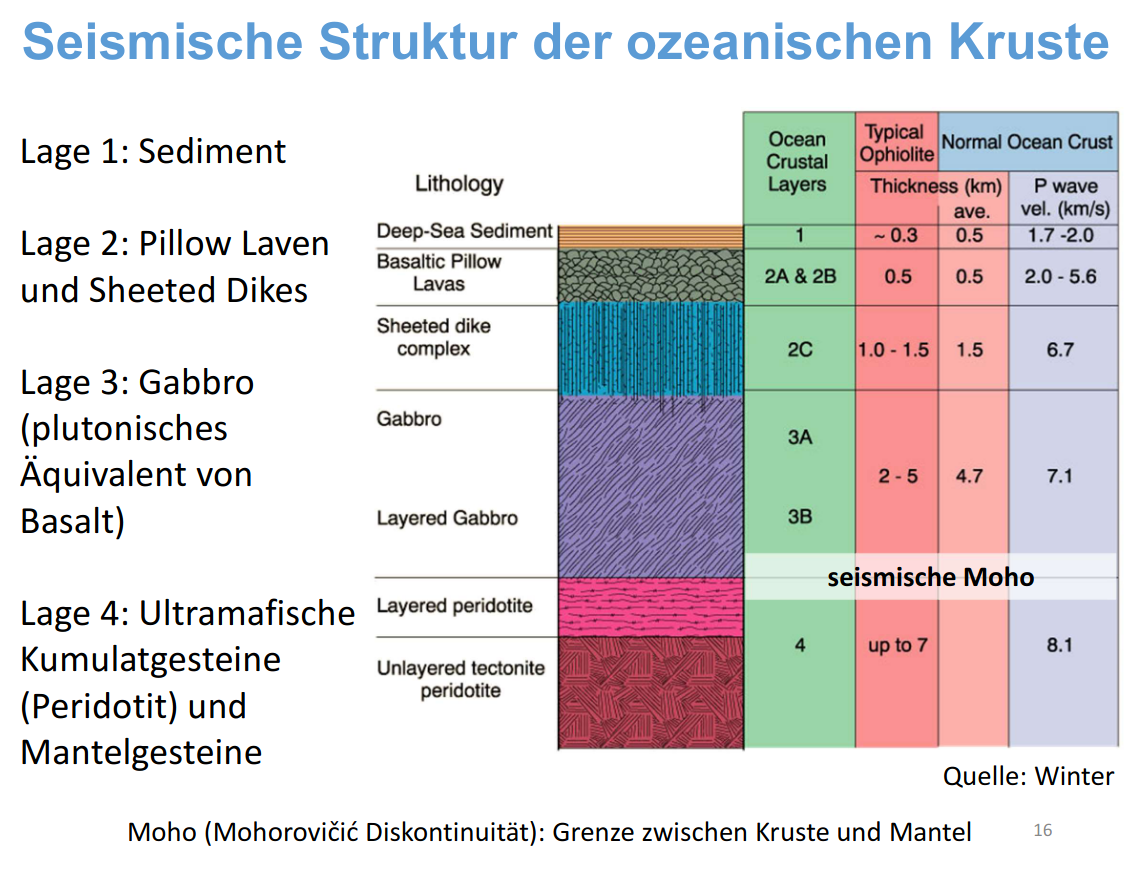 Seismische Struktur der ozeanischen Kruste
Lage 1: Sediment
Lage 2: Pillow Laven
und Sheeted Dikes
Lage 3: Gabbro
(plutonisches
Äquivalent von
Basalt)
Lage 4: Ultramafische
Kumulatgesteine
(Peridotit) und
Mantelgesteine
Lithology
Ocean
Crustal
Layers
Typical
Ophiolite
Normal Ocean Crust
Thickness (km)
ave.
P wave
vel. (km/s)
Deep-Sea Sediment
1
~ 0.3
0.5
1.7 -2.0
Basaltic Pillow
Lavas
2A & 2B
0.5
0.5
2.0 - 5.6
Sheeted dike
complex
2C
1.0 - 1.5
1.5
6.7
Gabbro
3A
2 - 5
4.7
7.1
Layered Gabbro
3B
seismische Moho
Layered peridotite
4
up to 7
8.1
Unlayered tectonite
peridotite
Quelle: Winter
Moho (Mohorovičić Diskontinuität): Grenze zwischen Kruste und Mantel
16